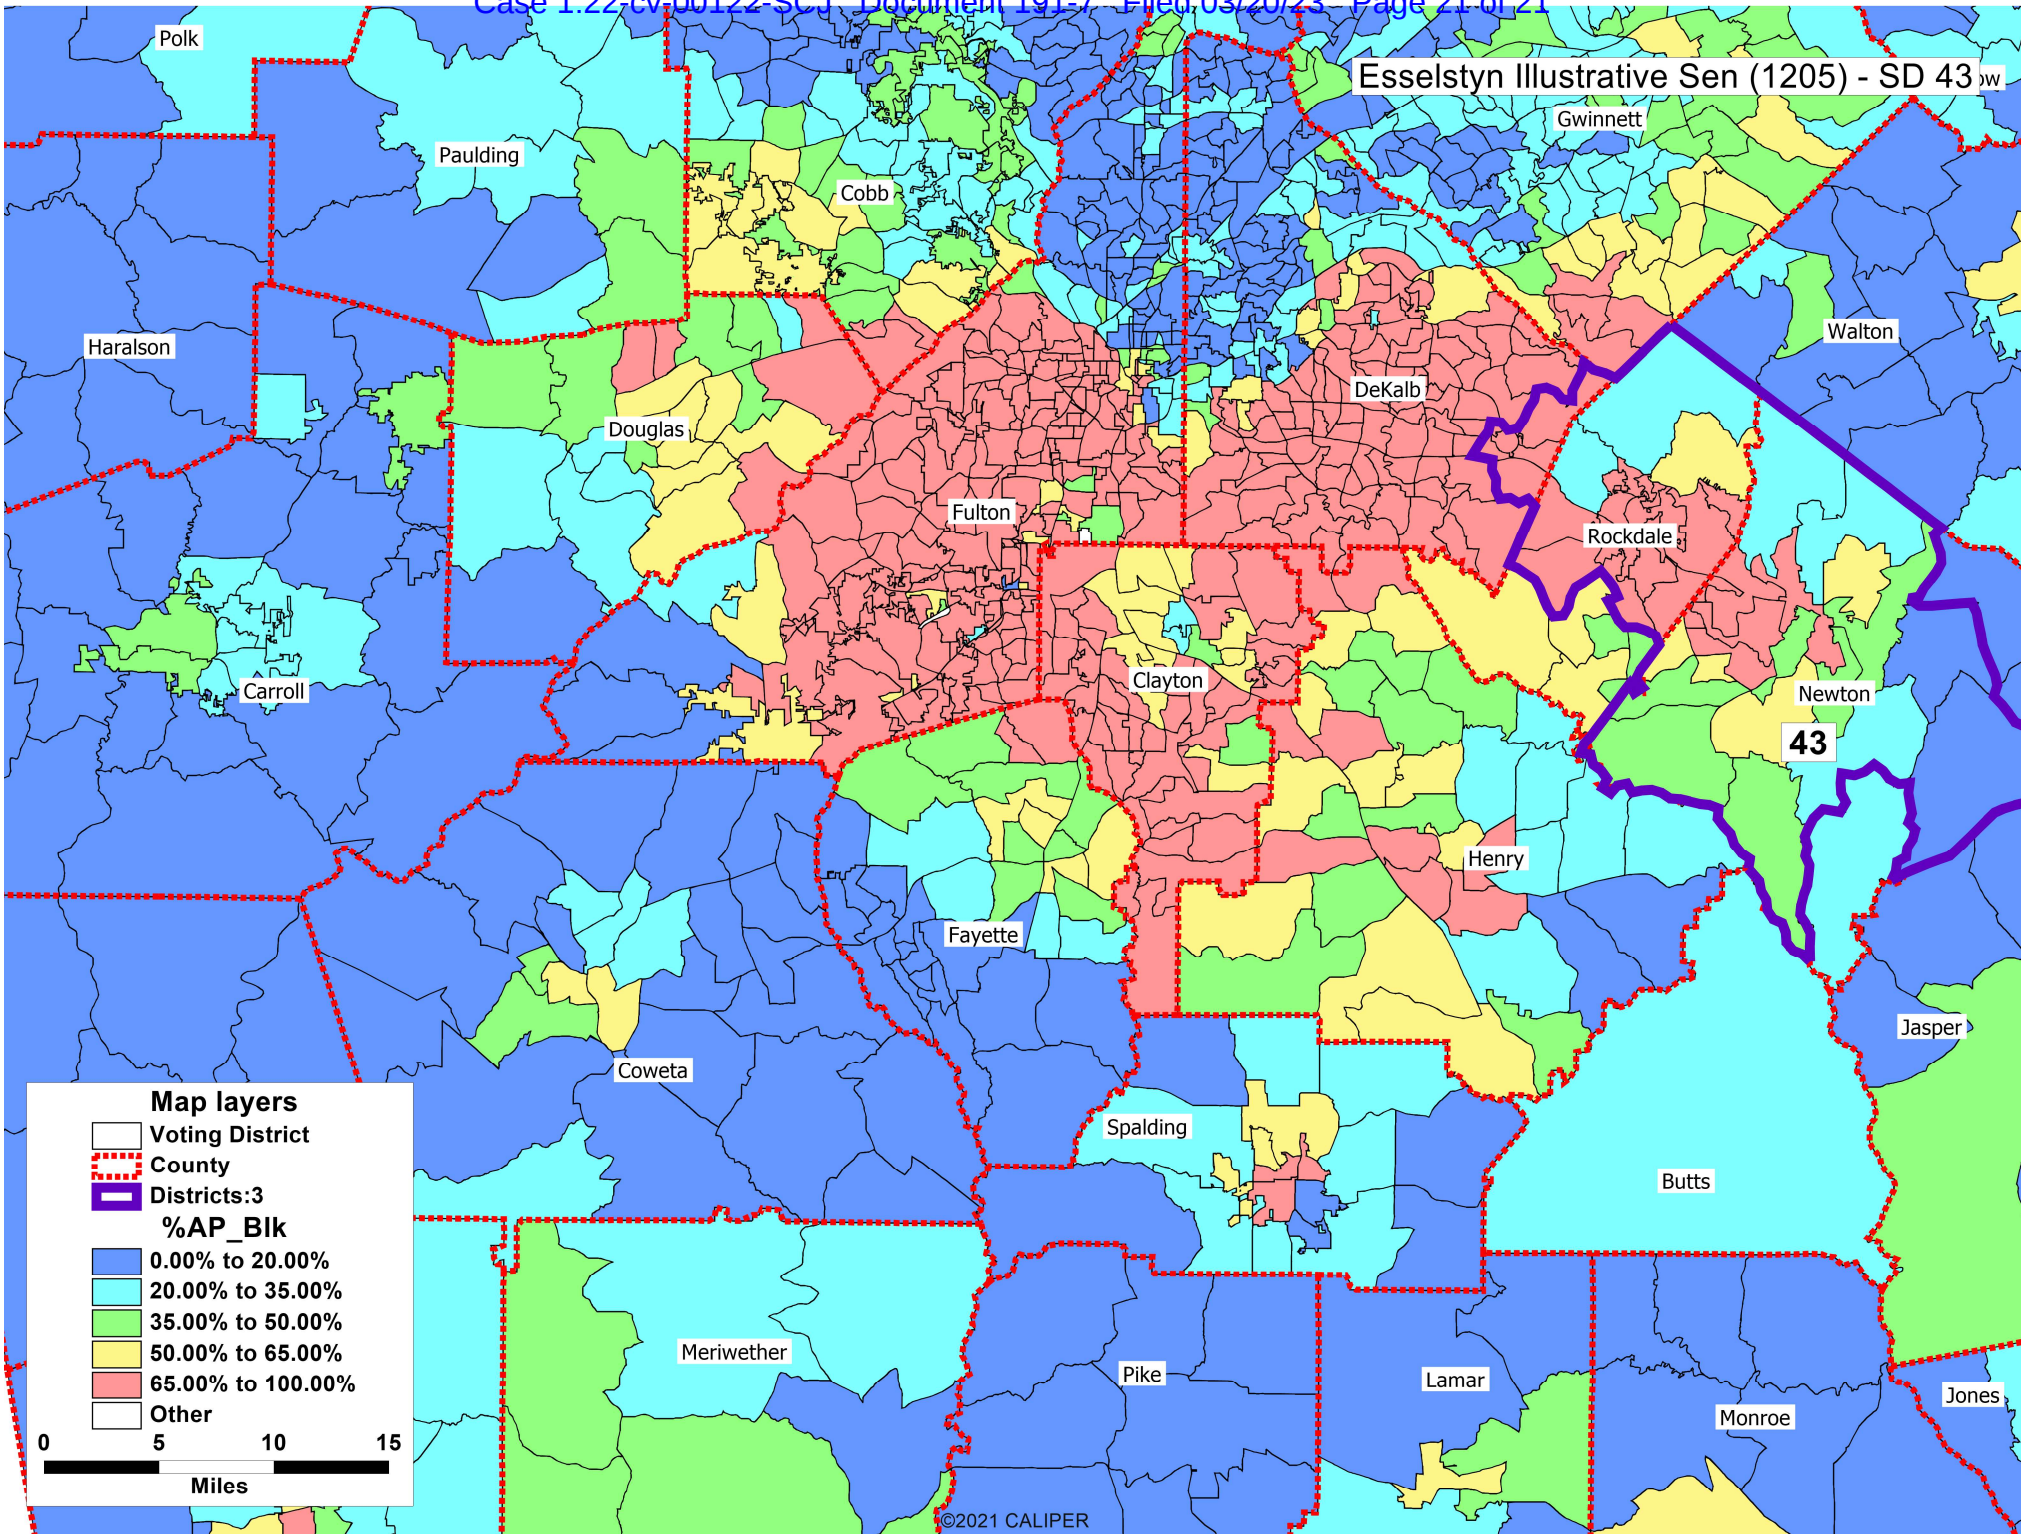 Case 1:22-cv-00122-SCJ Document 191-7 Filed 03/20/23 Page 21 of 21
Esselstyn Illustrative Sen (1205) - SD 43
ow
Polk
Gwinnett
Paulding
Cobb
Haralson
Walton
DeKalb
Douglas
Fulton
Rockdale
Clayton
Carroll
Newton
43
Henry
Fayette
Jasper
Coweta
Spalding
Butts
Meriwether
Pike
Lamar
Jones
Monroe
Map layers
Voting District
County
Districts:3
%AP_Blk
0.00% to 20.00%
20.00% to 35.00%
35.00% to 50.00%
50.00% to 65.00%
65.00% to 100.00%
Other
0 5 10 15
Miles
©2021 CALIPER